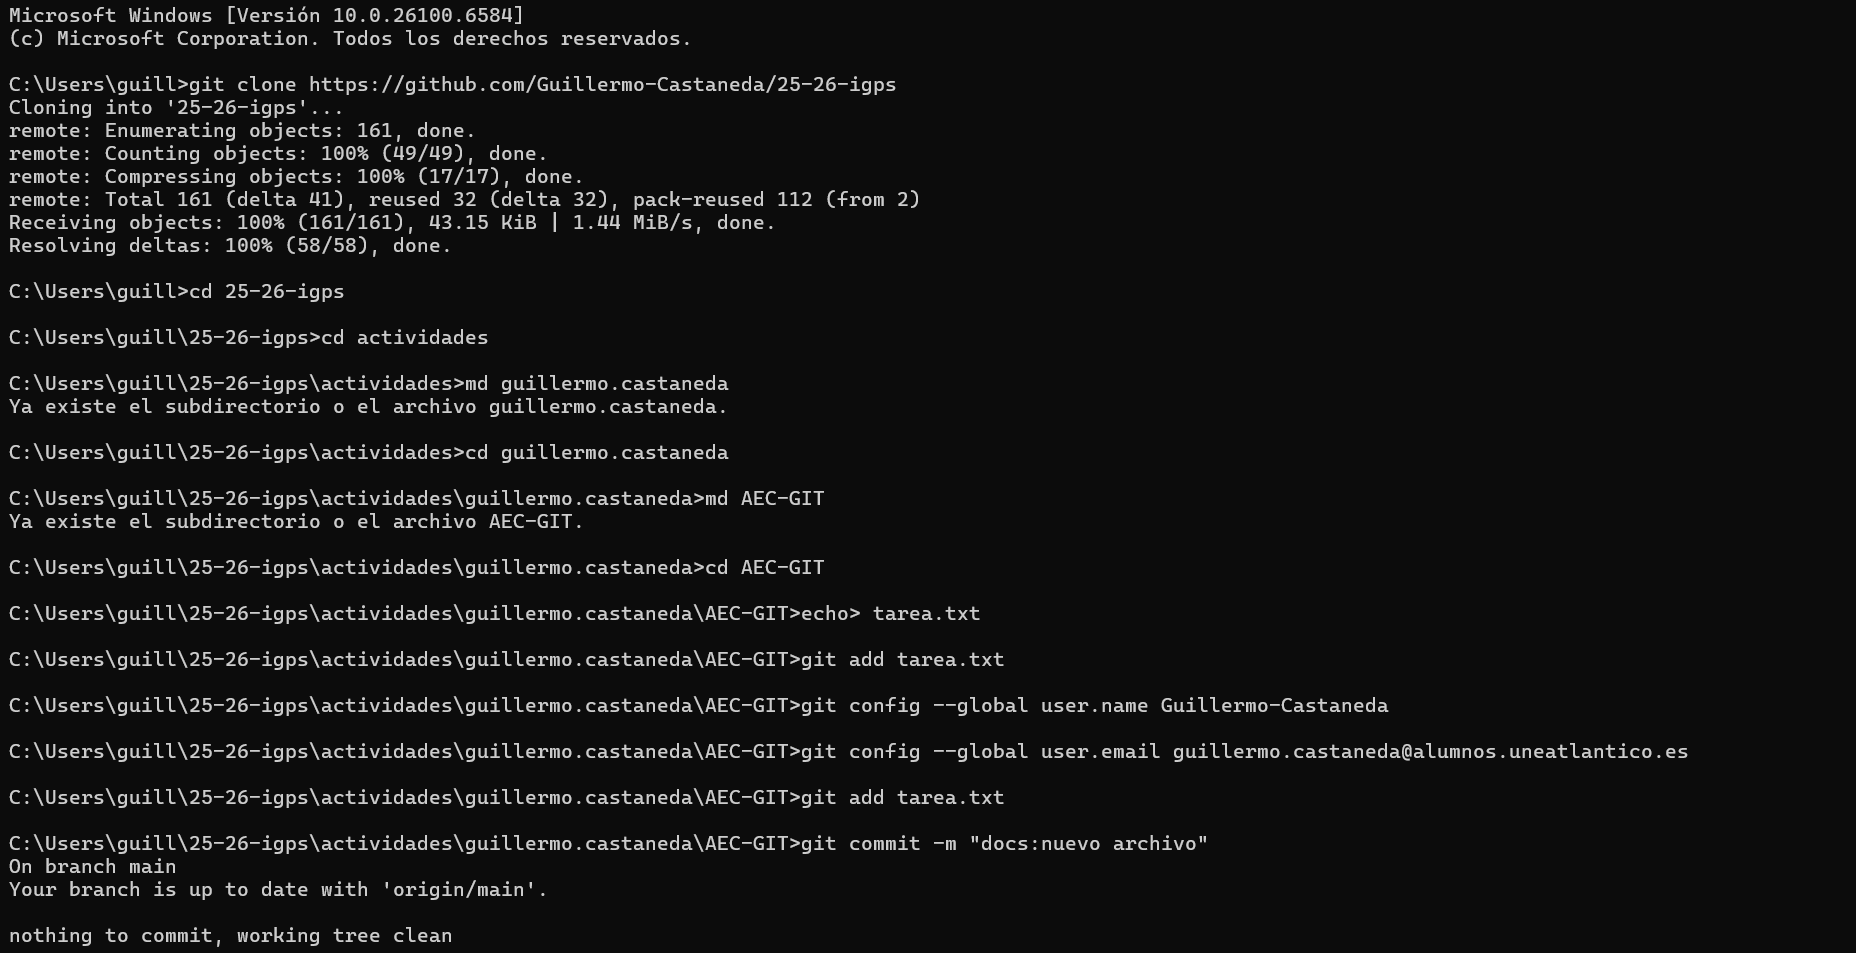 Microsoft Windows [Versión 10.0.26100.6584]
(c) Microsoft Corporation. Todos los derechos reservados.
C:\Users\guill>git clone https://github.com/Guillermo-Castaneda/25-26-igps
Cloning into '25-26-igps'...
remote: Enumerating objects: 161, done.
remote: Counting objects: 100% (49/49), done.
remote: Compressing objects: 100% (17/17), done.
remote: Total 161 (delta 41), reused 32 (delta 32), pack-reused 112 (from 2)
Receiving objects: 100% (161/161), 43.15 KiB | 1.44 MiB/s, done.
Resolving deltas: 100% (58/58), done.
C:\Users\guill>cd 25-26-igps
C:\Users\guill\25-26-igps>cd actividades
C:\Users\guill\25-26-igps\actividades>md guillermo.castaneda
Ya existe el subdirectorio o el archivo guillermo.castaneda.
C:\Users\guill\25-26-igps\actividades>cd guillermo.castaneda
C:\Users\guill\25-26-igps\actividades\guillermo.castaneda>md AEC-GIT
Ya existe el subdirectorio o el archivo AEC-GIT.
C:\Users\guill\25-26-igps\actividades\guillermo.castaneda>cd AEC-GIT
C:\Users\guill\25-26-igps\actividades\guillermo.castaneda\AEC-GIT>echo> tarea.txt
C:\Users\guill\25-26-igps\actividades\guillermo.castaneda\AEC-GIT>git add tarea.txt
C:\Users\guill\25-26-igps\actividades\guillermo.castaneda\AEC-GIT>git config --global user.name Guillermo-Castaneda
C:\Users\guill\25-26-igps\actividades\guillermo.castaneda\AEC-GIT>git config --global user.email guillermo.castaneda@alumnos.uneatlantico.es
C:\Users\guill\25-26-igps\actividades\guillermo.castaneda\AEC-GIT>git add tarea.txt
C:\Users\guill\25-26-igps\actividades\guillermo.castaneda\AEC-GIT>git commit -m "docs:nuevo archivo"
On branch main
Your branch is up to date with 'origin/main'.
nothing to commit, working tree clean